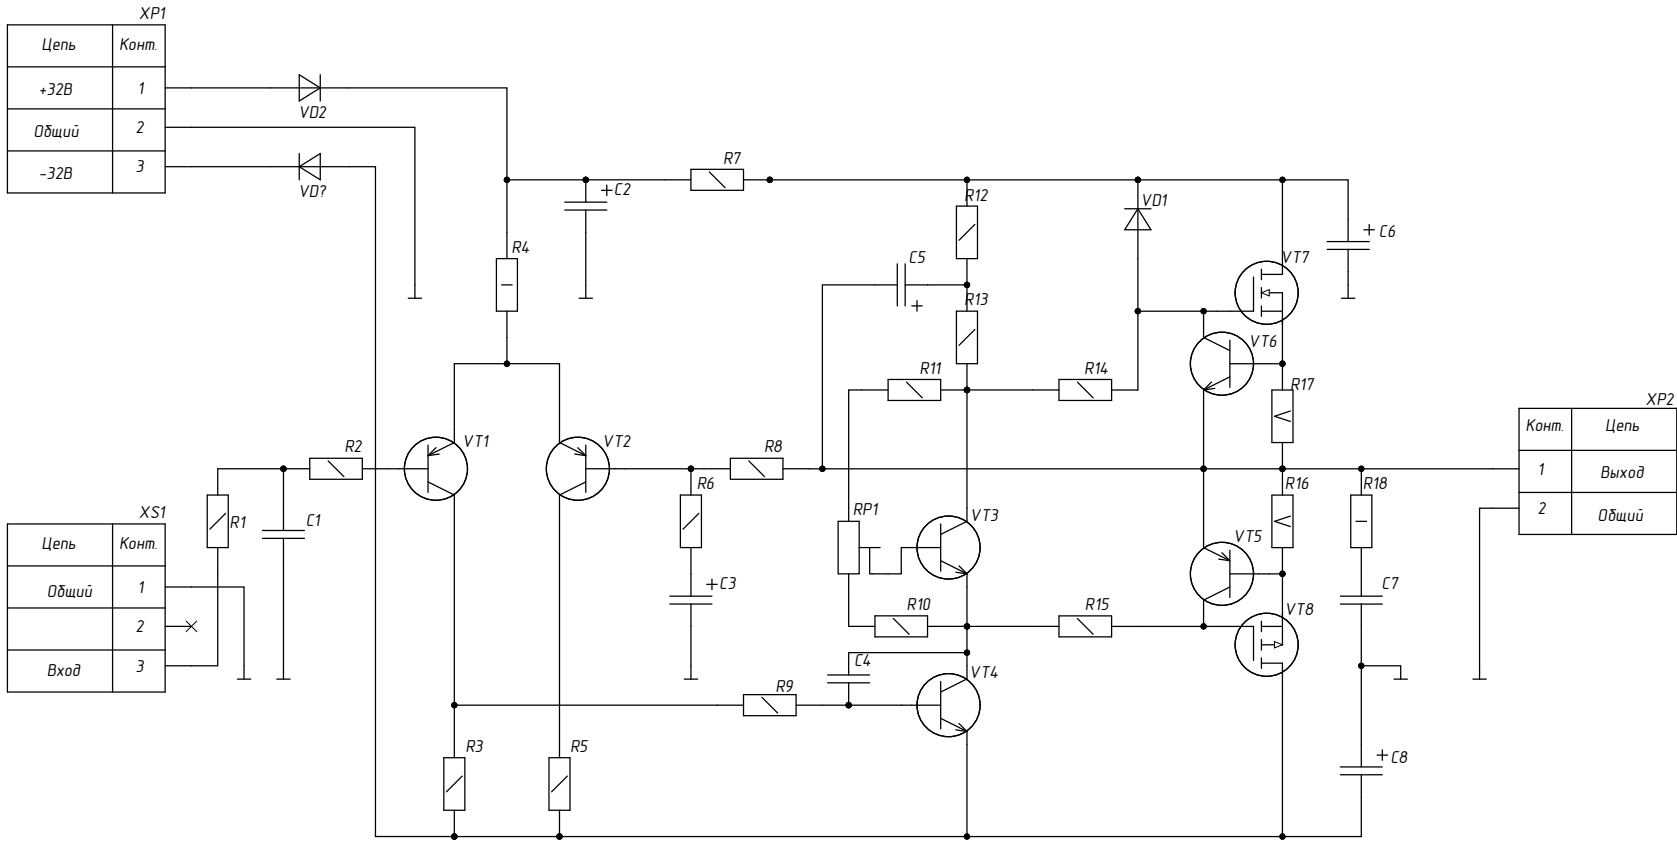 XP1
Цепь Конт.
+32В 1
Общий 2
-32В 3
VD2
VD?
+C2
R7
R4
R12
C5
+
R13
VD1
+C6
VT7
VT6
R11
R14
R17
XP2
Конт. Цепь
1 Выход
2 Общий
R2
VT1
VT2
R8
R6
R16
R18
XS1
Цепь Конт.
Общий 1
2
Вход 3
R1
C1
RP1
VT3
VT5
+C3
C7
R10
R15
VT8
C4
VT4
R9
R3
R5
+C8